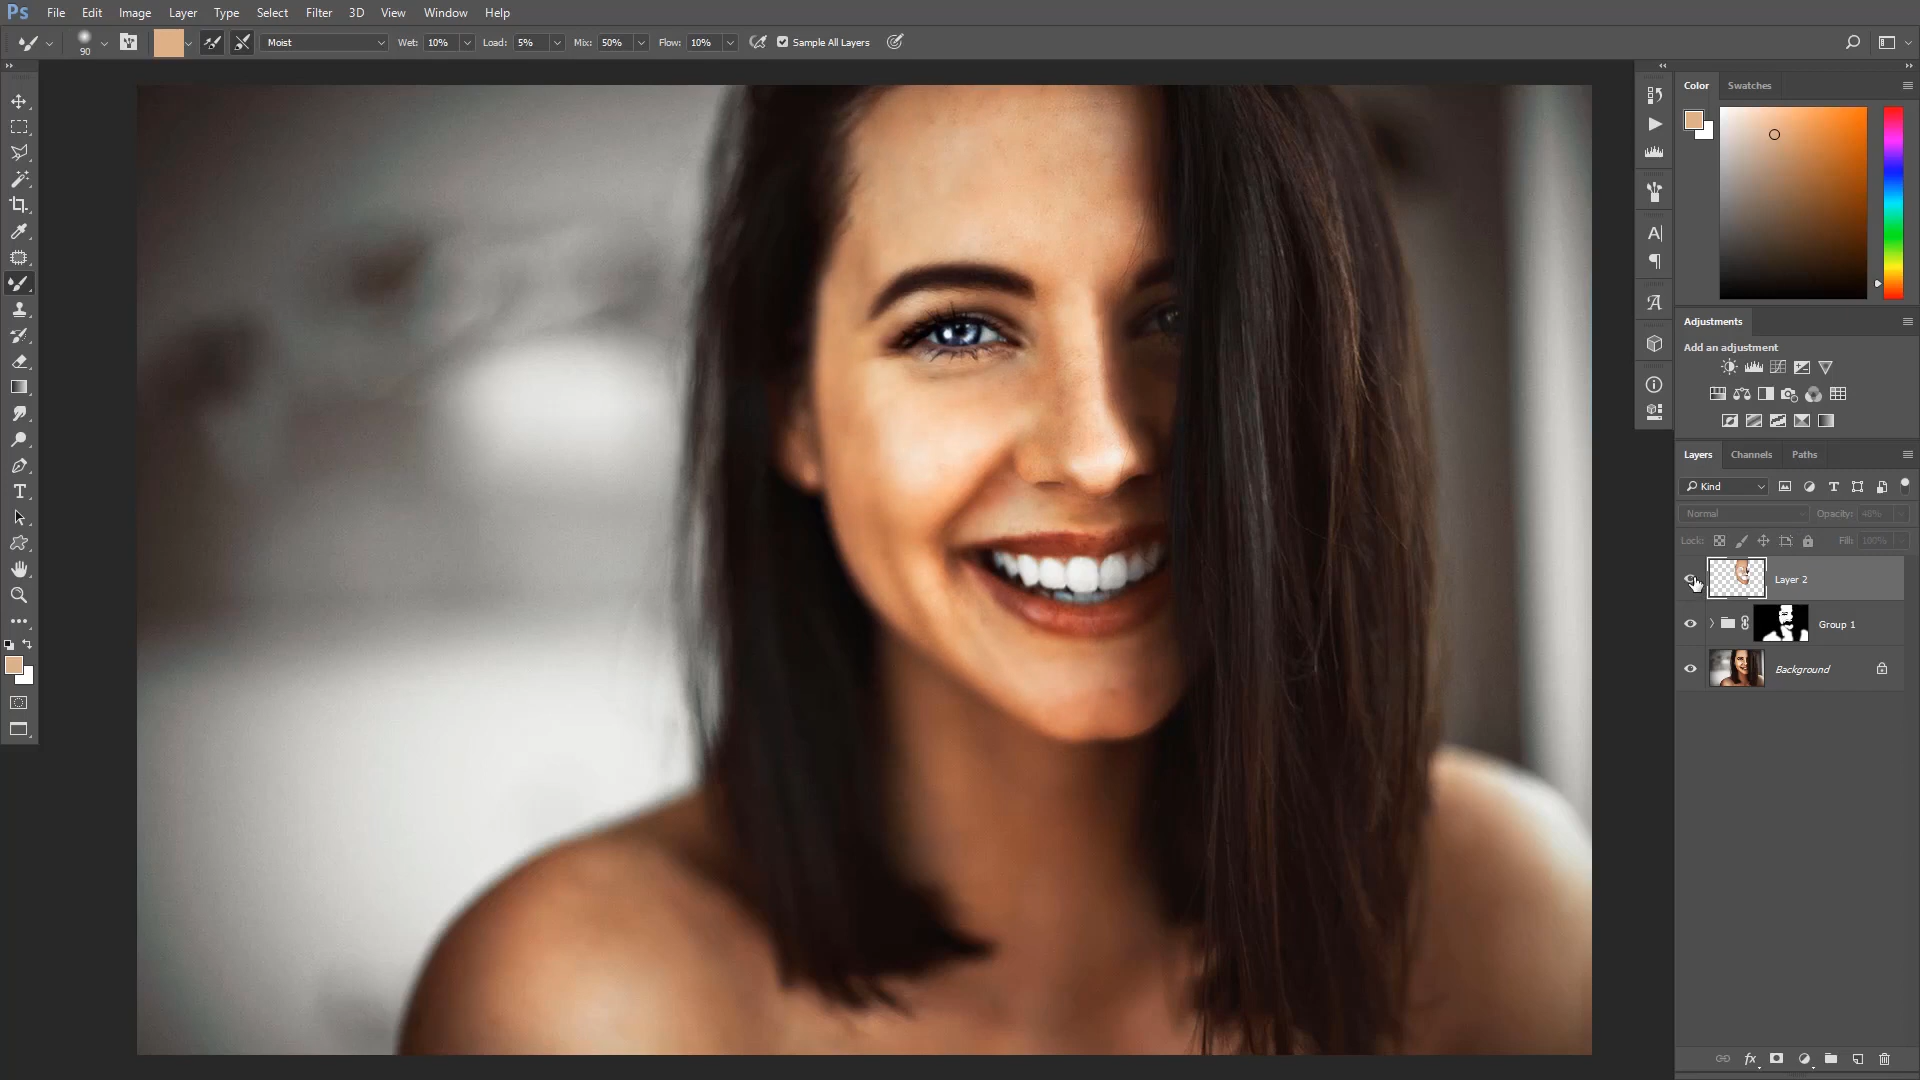 Ps File Edit Image Layer Type Select Filter 3D View Window Help
90 Moist Wet: 10% Load: 5% Mix: 50% Flow: 10% Sample All Layers
Color Swatches
Adjustments
Add an adjustment
Layers Channels Paths
Kind
Normal Opacity: 48%
Lock: Fill: 100%
Layer 2
Group 1
Background